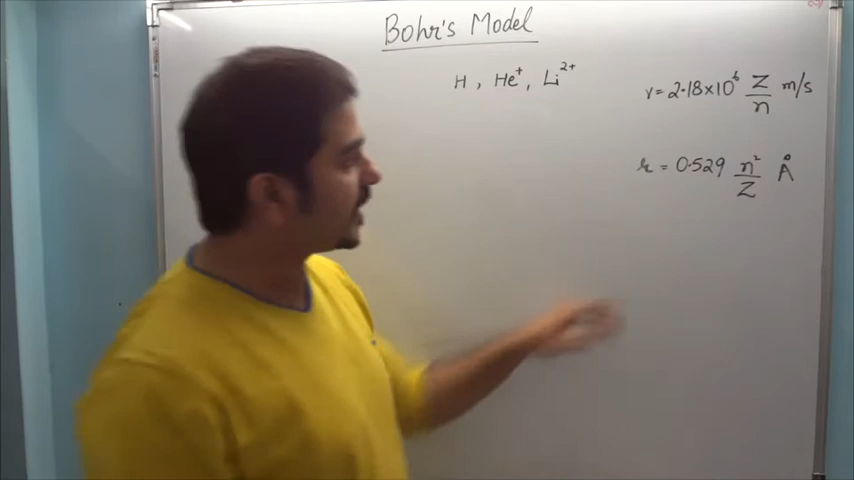 Bohr's Model
H, He⁺, Li²⁺
v = 2.18×10⁶ Z/n m/s
r = 0.529 n²/Z Å